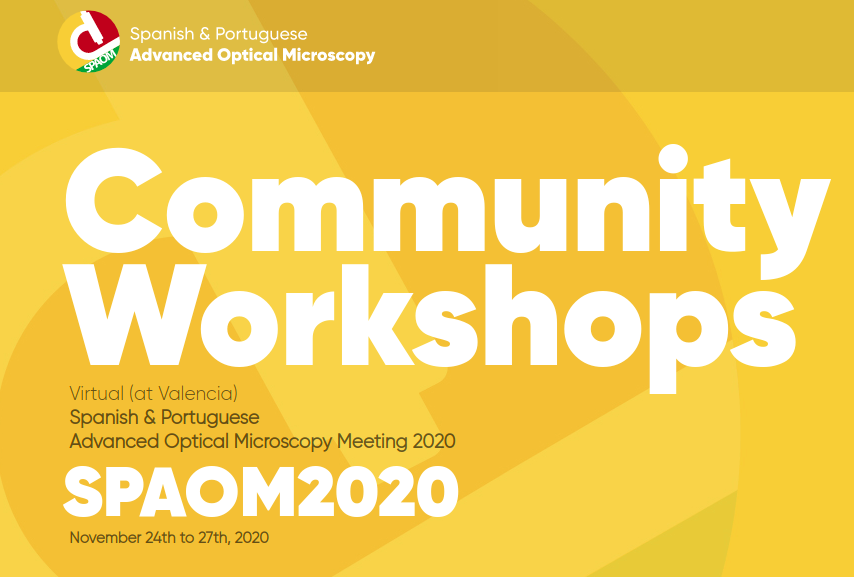 SPAOM
Spanish & Portuguese
Advanced Optical Microscopy
Community
Workshops
Virtual (at Valencia)
Spanish & Portuguese
Advanced Optical Microscopy Meeting 2020
SPAOM2020
November 24th to 27th, 2020